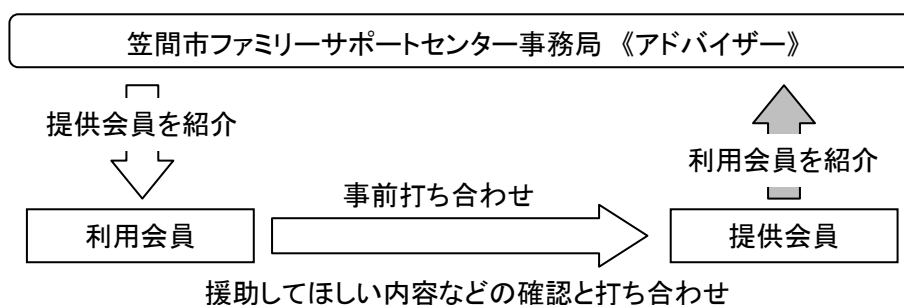 笠間市ファミリーサポートセンター事務局 《アドバイザー》
提供会員を紹介
利用会員を紹介
事前打ち合わせ
利用会員
提供会員
援助してほしい内容などの確認と打ち合わせ